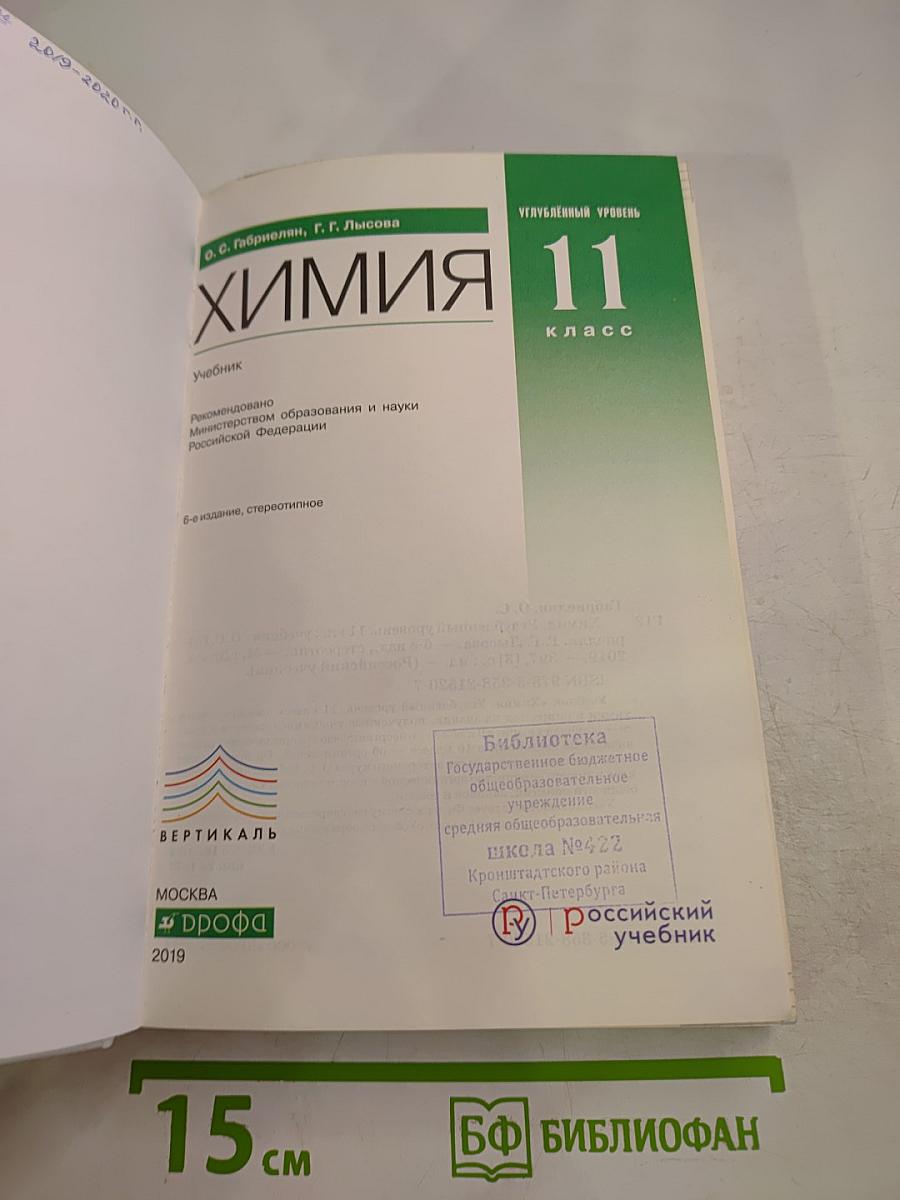 2019-2020 г.г.
О. С. Габриелян, Г. Г. Лысова
ХИМИЯ
Учебник
Рекомендовано
Министерством образования и науки
Российской Федерации
6-е издание, стереотипное
УГЛУБЛЁННЫЙ УРОВЕНЬ
11
класс
Библиотека
Государственное бюджетное
общеобразовательное
учреждение
средняя общеобразовательная
школа №422
Кронштадтского района
Санкт-Петербурга
ВЕРТИКАЛЬ
МОСКВА
дрофа
2019
РУ
российский
учебник
15 см
БФ БИБЛИОФАН